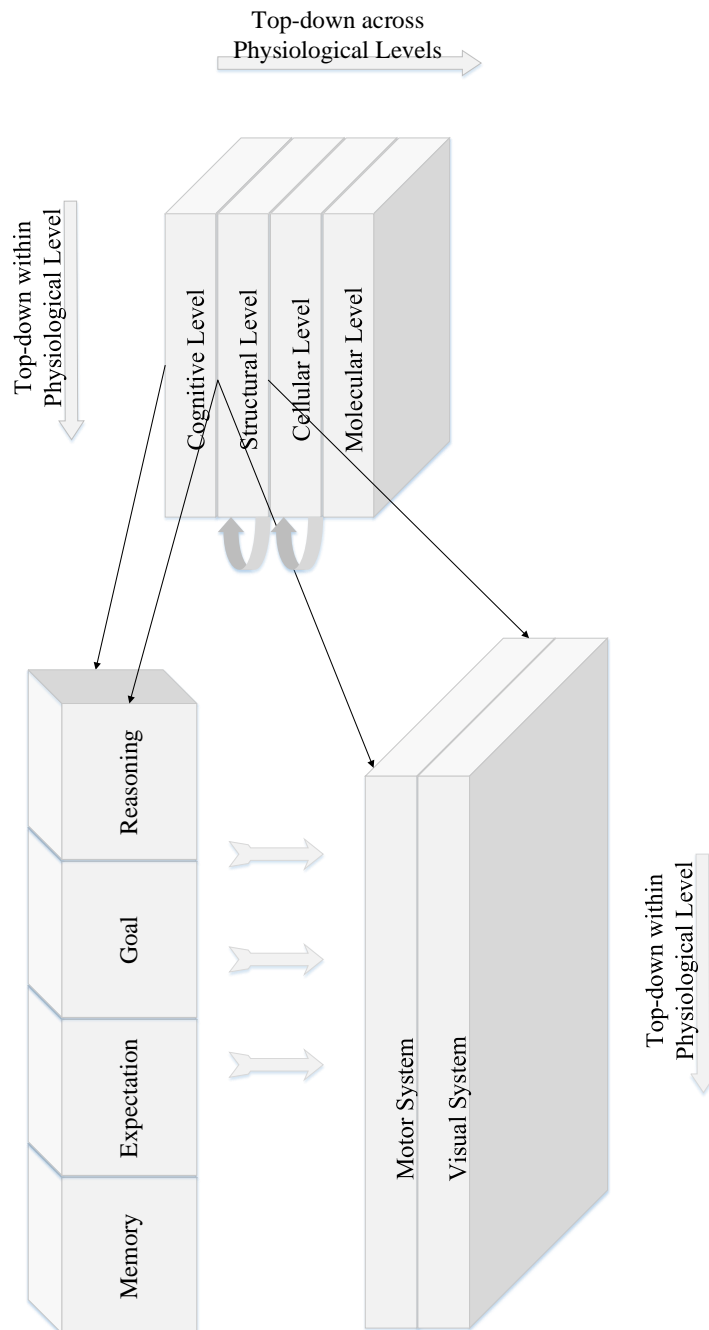 Top-down across
Physiological Levels
Top-down within
Physiological Level
Cognitive Level
Structural Level
Cellular Level
Molecular Level
Reasoning
Goal
Expectation
Memory
Motor System
Visual System
Top-down within
Physiological Level